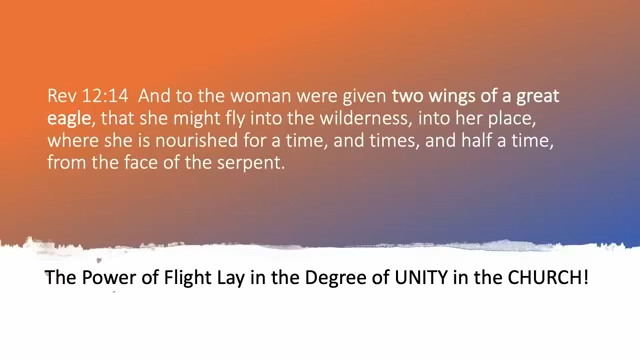 Rev 12:14  And to the woman were given two wings of a great
eagle, that she might fly into the wilderness, into her place,
where she is nourished for a time, and times, and half a time,
from the face of the serpent.
The Power of Flight Lay in the Degree of UNITY in the CHURCH!